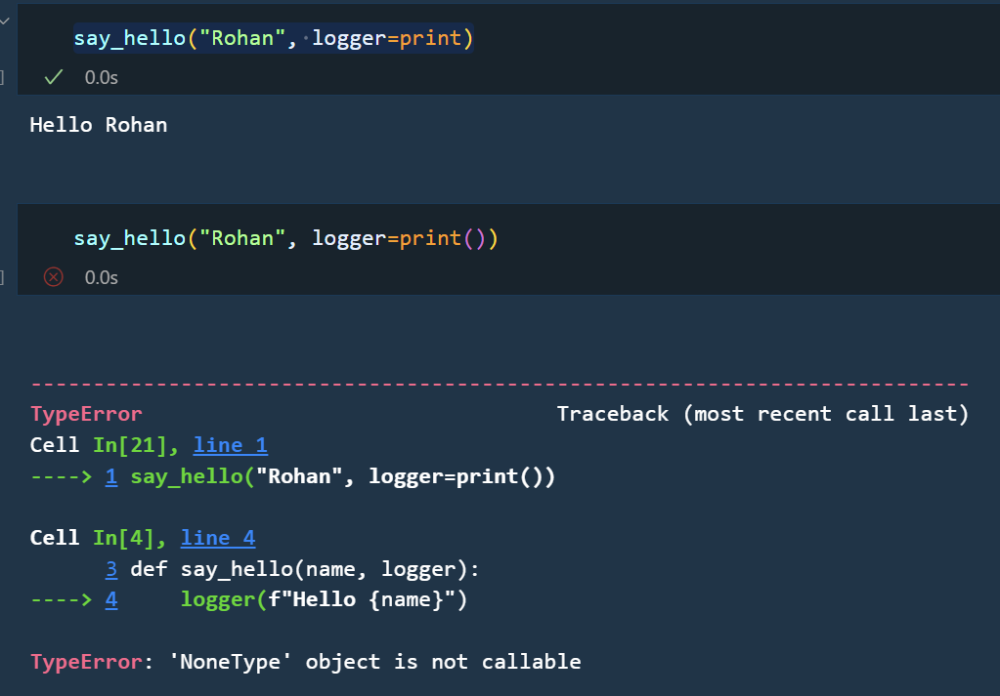 say_hello("Rohan", logger=print)
0.0s
Hello Rohan
say_hello("Rohan", logger=print())
0.0s
---------------------------------------------------------------------------
TypeError                                 Traceback (most recent call last)
Cell In[21], line 1
----> 1 say_hello("Rohan", logger=print())

Cell In[4], line 4
      3 def say_hello(name, logger):
----> 4     logger(f"Hello {name}")

TypeError: 'NoneType' object is not callable